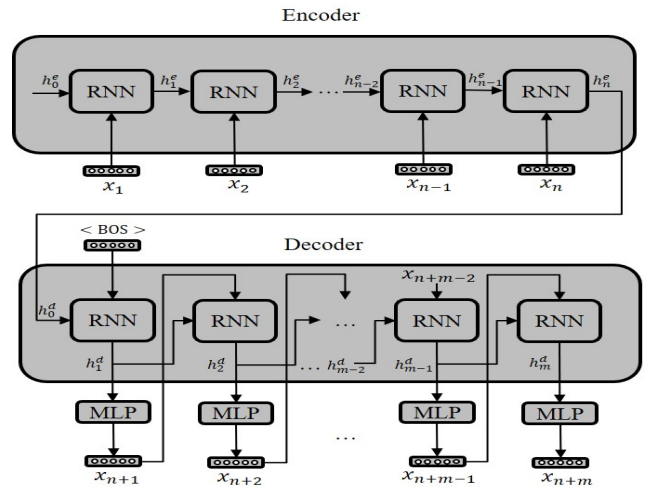 Encoder
h_0^e RNN h_1^e RNN h_2^e ... h_{n-2}^e RNN h_{n-1}^e RNN h_n^e
x_1 x_2 x_{n-1} x_n
< BOS >
Decoder
x_{n+m-2}
h_0^d RNN RNN ... RNN RNN
h_1^d h_2^d ... h_{m-2}^d h_{m-1}^d h_m^d
MLP MLP MLP MLP
...
x_{n+1} x_{n+2} x_{n+m-1} x_{n+m}